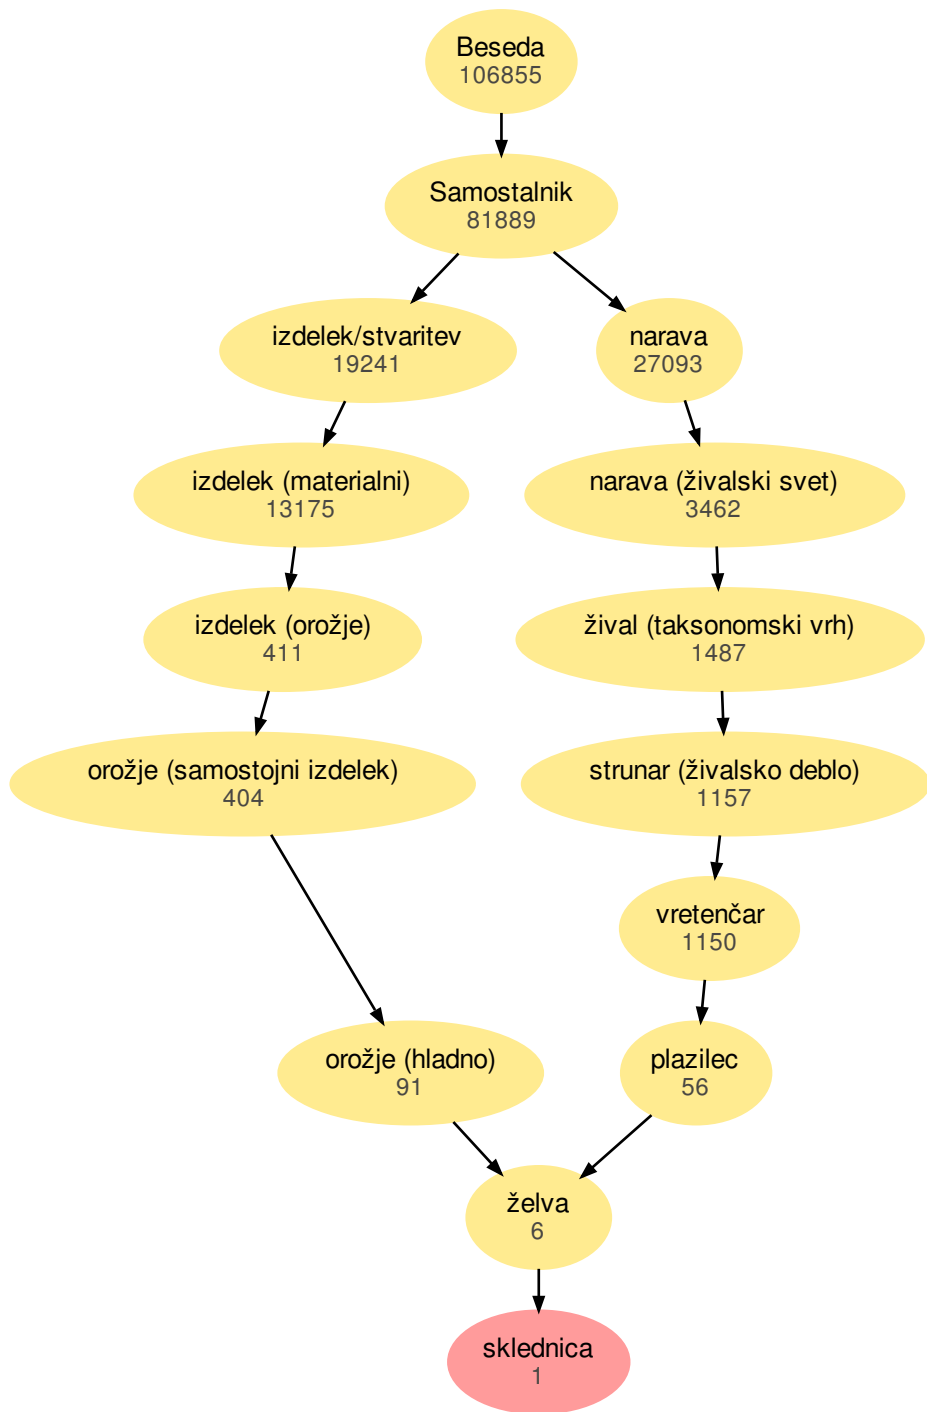 Beseda
106855
Samostalnik
81889
izdelek/stvaritev
19241
narava
27093
izdelek (materialni)
13175
narava (živalski svet)
3462
izdelek (orožje)
411
žival (taksonomski vrh)
1487
orožje (samostojni izdelek)
404
strunar (živalsko deblo)
1157
vretenčar
1150
orožje (hladno)
91
plazilec
56
želva
6
sklednica
1